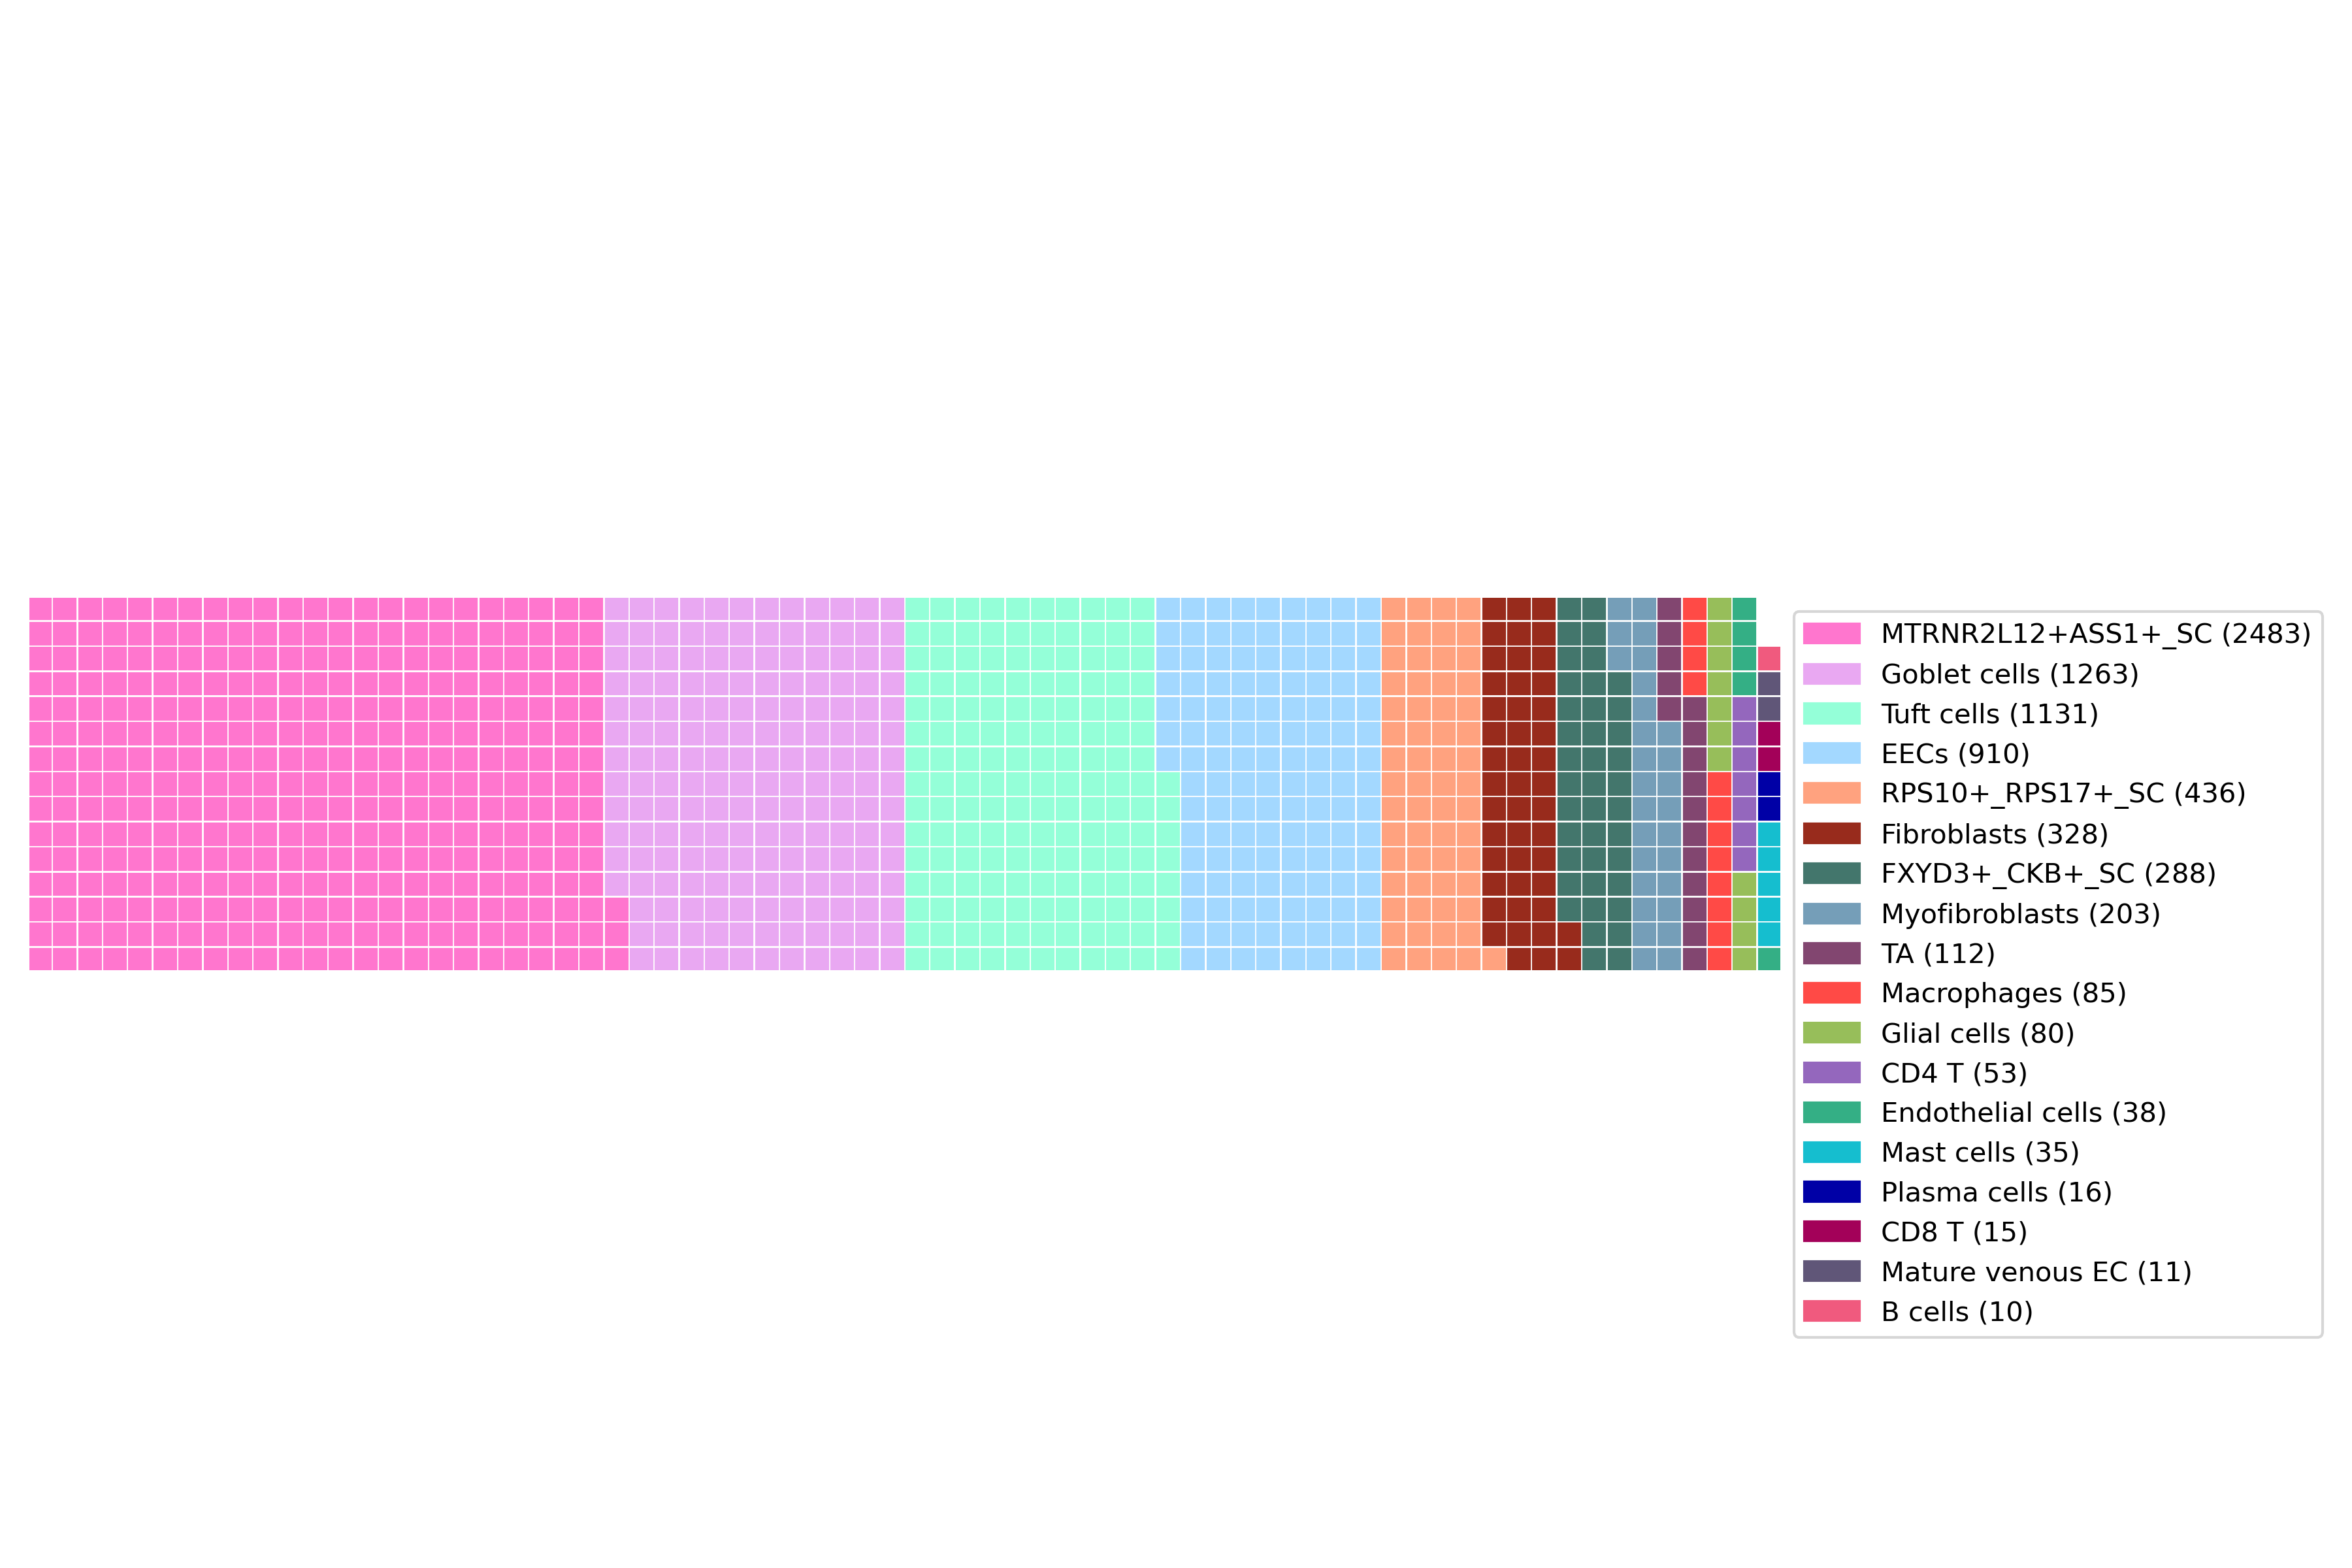 MTRNR2L12+ASS1+_SC (2483)
Goblet cells (1263)
Tuft cells (1131)
EECs (910)
RPS10+_RPS17+_SC (436)
Fibroblasts (328)
FXYD3+_CKB+_SC (288)
Myofibroblasts (203)
TA (112)
Macrophages (85)
Glial cells (80)
CD4 T (53)
Endothelial cells (38)
Mast cells (35)
Plasma cells (16)
CD8 T (15)
Mature venous EC (11)
B cells (10)